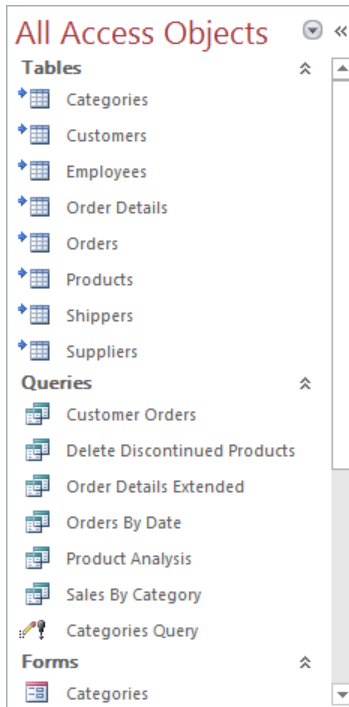 All Access Objects
Tables
Categories
Customers
Employees
Order Details
Orders
Products
Shippers
Suppliers
Queries
Customer Orders
Delete Discontinued Products
Order Details Extended
Orders By Date
Product Analysis
Sales By Category
Categories Query
Forms
Categories